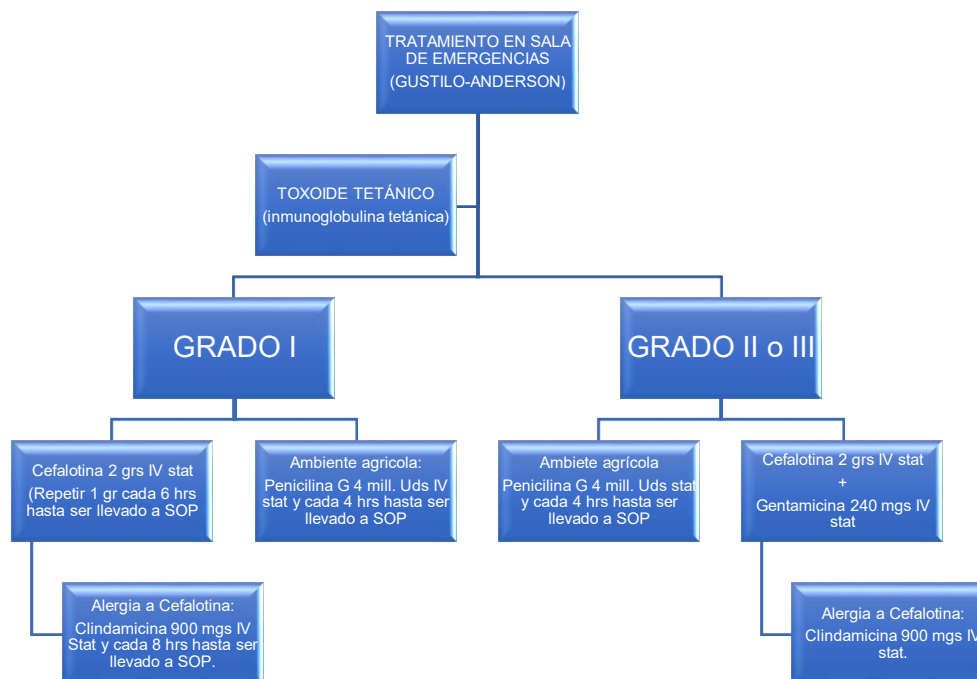 TRATAMIENTO EN SALA
DE EMERGENCIAS
(GUSTILO-ANDERSON)
TOXOIDE TETÁNICO
(inmunoglobulina tetánica)
GRADO I
GRADO II o III
Cefalotina 2 grs IV stat
(Repetir 1 gr cada 6 hrs
hasta ser llevado a SOP
Ambiente agricola:
Penicilina G 4 mill. Uds IV
stat y cada 4 hrs hasta ser
llevado a SOP
Ambiete agrícola
Penicilina G 4 mill. Uds stat
y cada 4 hrs hasta ser
llevado a SOP
Cefalotina 2 grs IV stat
+
Gentamicina 240 mgs IV
stat
Alergia a Cefalotina:
Clindamicina 900 mgs IV
Stat y cada 8 hrs hasta ser
llevado a SOP.
Alergia a Cefalotina:
Clindamicina 900 mgs IV
stat.